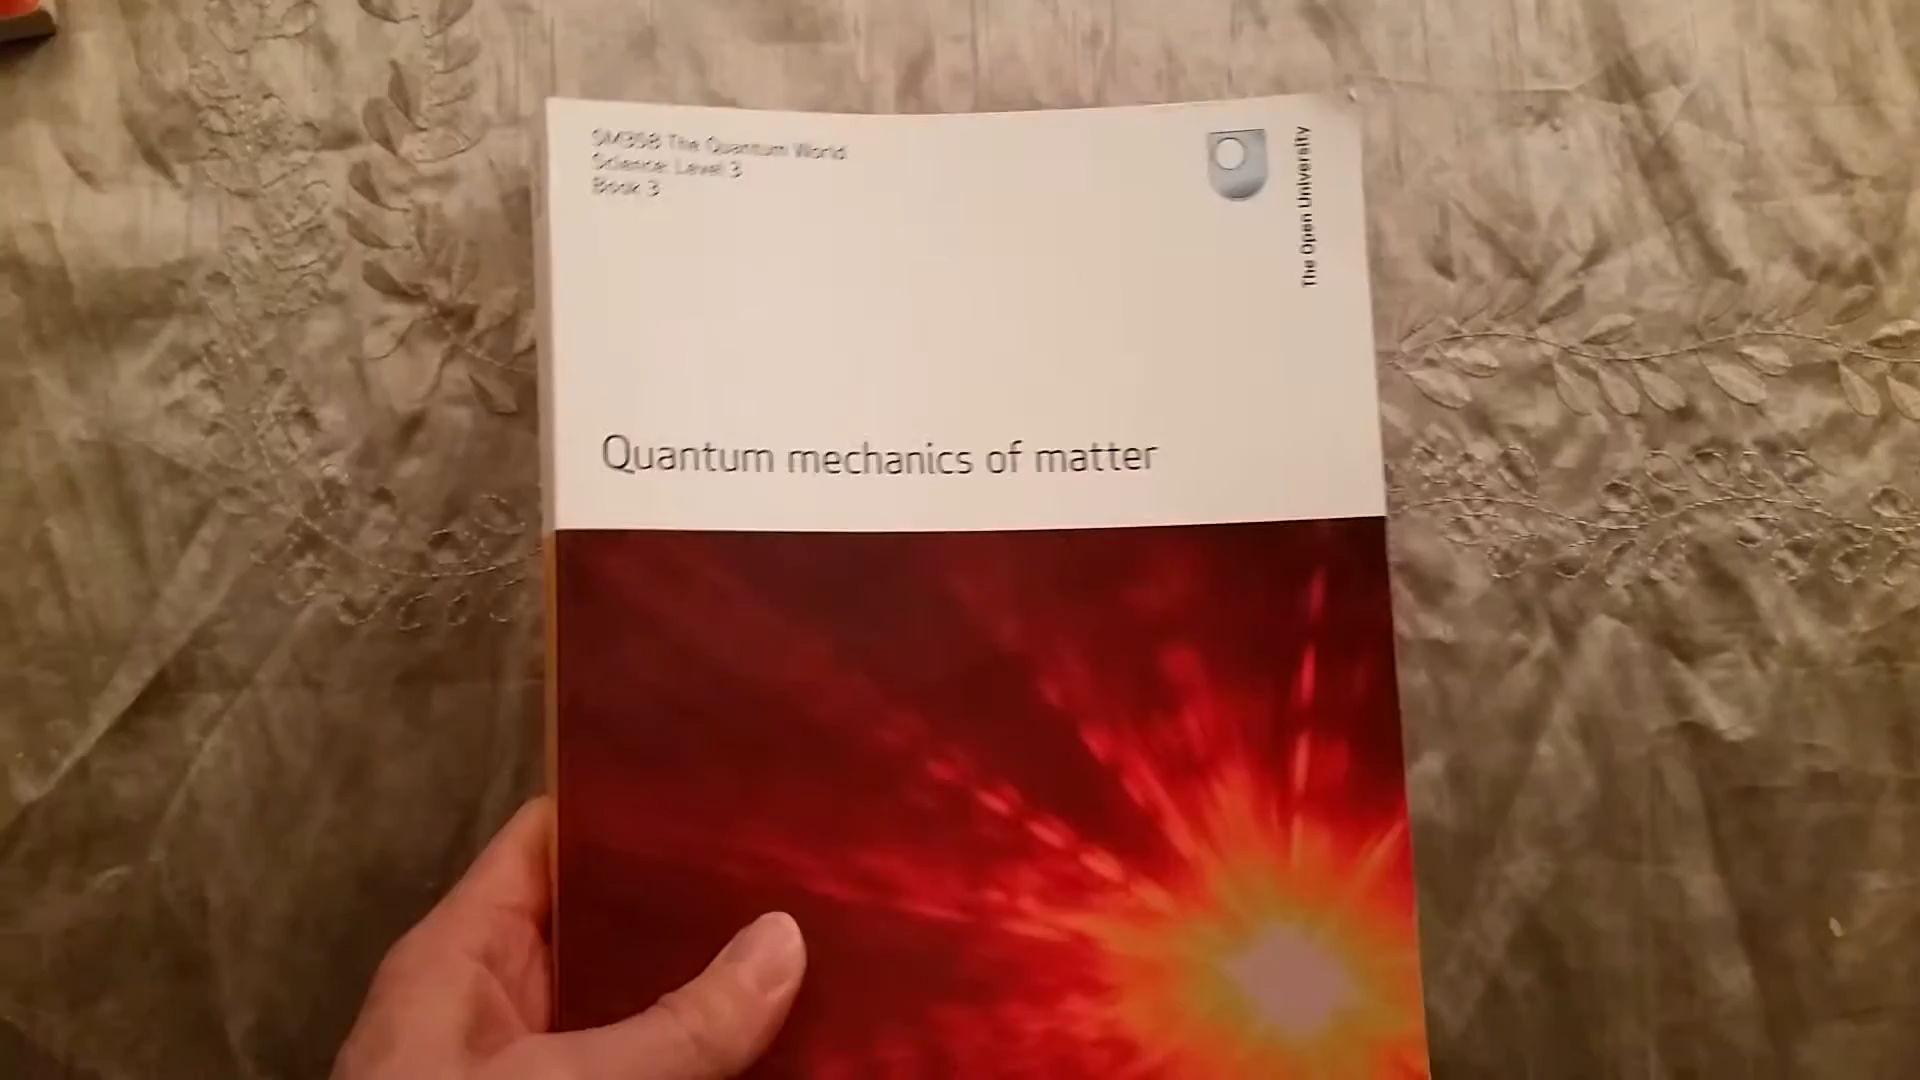 SM358 The Quantum World
Science: Level 3
Book 3
The Open University
Quantum mechanics of matter